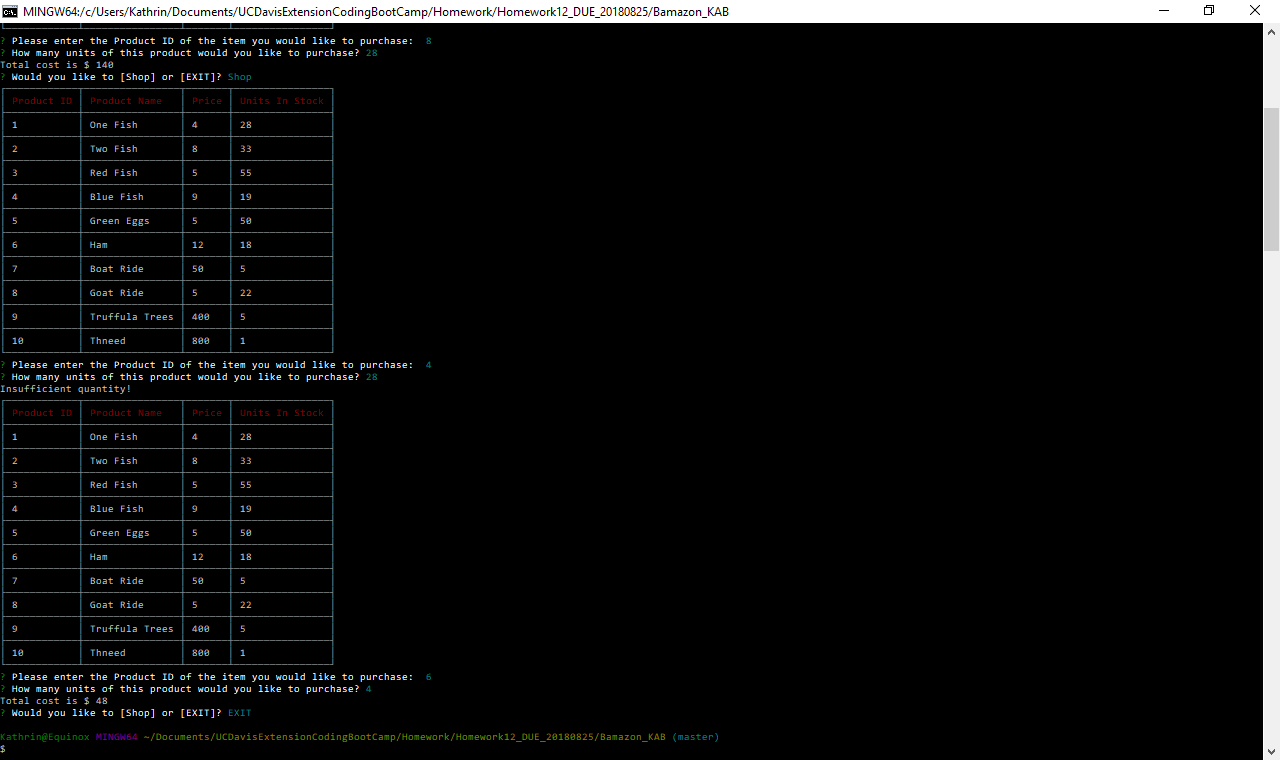 MINGW64:/c/Users/Kathrin/Documents/UCDavisExtensionCodingBootCamp/Homework/Homework12_DUE_20180825/Bamazon_KAB
? Please enter the Product ID of the item you would like to purchase: 8
? How many units of this product would you like to purchase? 28
Total cost is $ 140
? Would you like to [Shop] or [EXIT]? Shop
Product ID Product Name Price Units In Stock
1 One Fish 4 28
2 Two Fish 8 33
3 Red Fish 5 55
4 Blue Fish 9 19
5 Green Eggs 5 50
6 Ham 12 18
7 Boat Ride 50 5
8 Goat Ride 5 22
9 Truffula Trees 400 5
10 Thneed 800 1
? Please enter the Product ID of the item you would like to purchase: 4
? How many units of this product would you like to purchase? 28
Insufficient quantity!
Product ID Product Name Price Units In Stock
1 One Fish 4 28
2 Two Fish 8 33
3 Red Fish 5 55
4 Blue Fish 9 19
5 Green Eggs 5 50
6 Ham 12 18
7 Boat Ride 50 5
8 Goat Ride 5 22
9 Truffula Trees 400 5
10 Thneed 800 1
? Please enter the Product ID of the item you would like to purchase: 6
? How many units of this product would you like to purchase? 4
Total cost is $ 48
? Would you like to [Shop] or [EXIT]? EXIT
Kathrin@Equinox MINGW64 ~/Documents/UCDavisExtensionCodingBootCamp/Homework/Homework12_DUE_20180825/Bamazon_KAB (master)
$